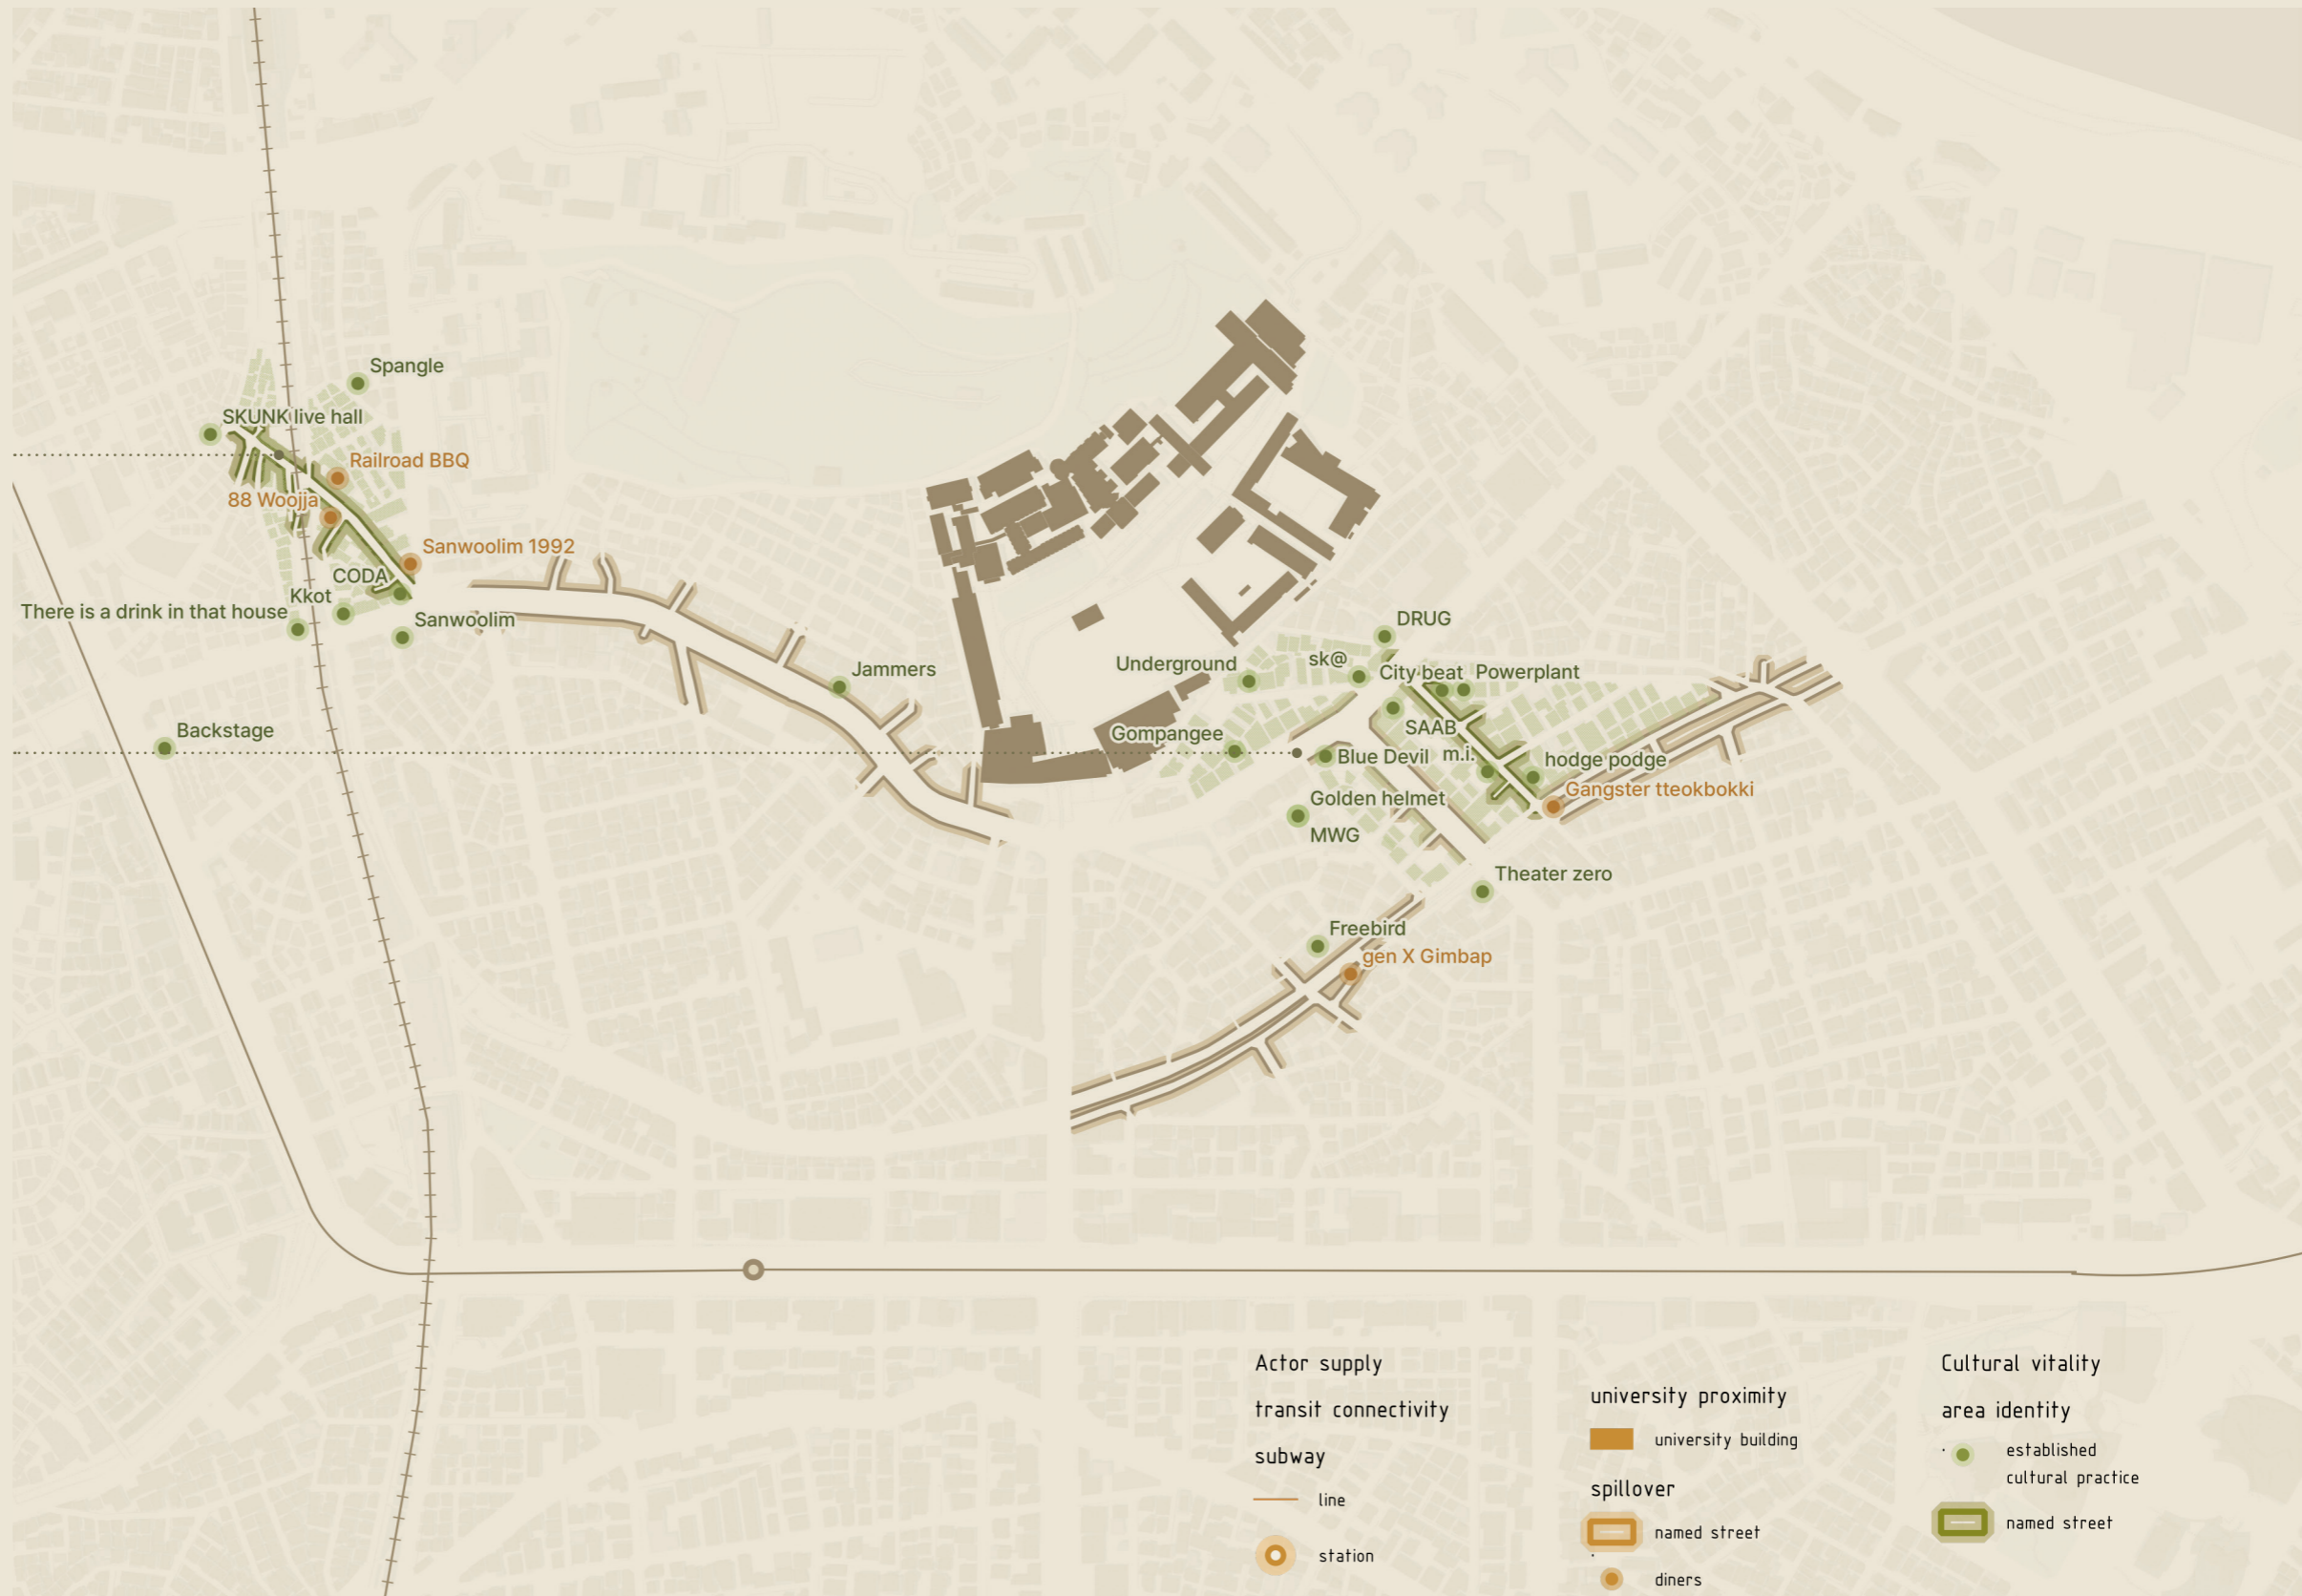 Spangle
SKUNK live hall
Railroad BBQ
88 Woojja
Sanwoolim 1992
CODA
Kkot
There is a drink in that house
Sanwoolim
DRUG
sk@
Underground
City beat
Powerplant
Jammers
SAAB
Backstage
Gompangee
m.i.
Blue Devil
hodge podge
Gangster tteokbokki
Golden helmet
MWG
Theater zero
Freebird
gen X Gimbap
Actor supply
transit connectivity
subway
line
station
university proximity
university building
spillover
named street
diners
Cultural vitality
area identity
established
cultural practice
named street